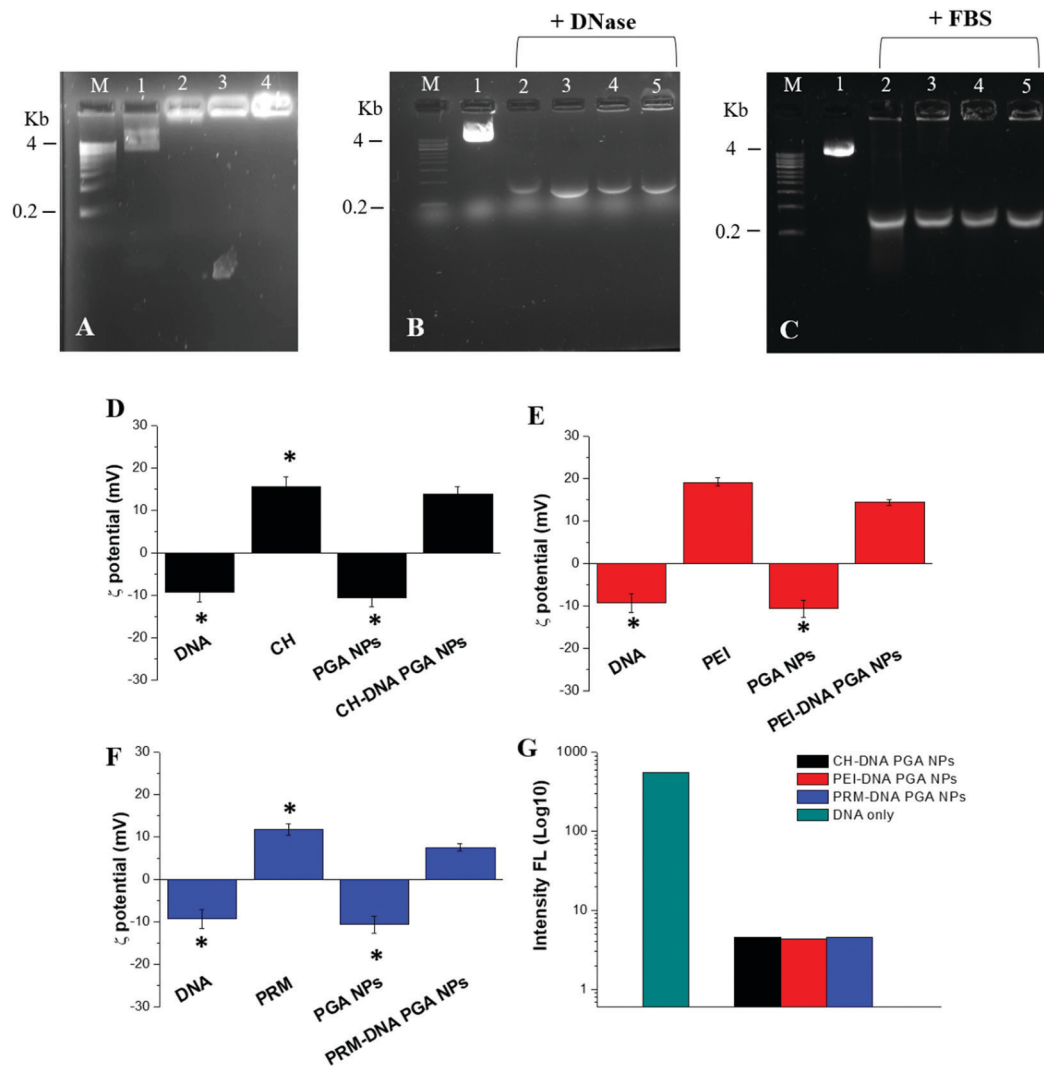 + DNase
+ FBS
M 1 2 3 4
Kb
4
0.2
A
M 1 2 3 4 5
Kb
4
0.2
B
M 1 2 3 4 5
Kb
4
0.2
C
D
30
20
10
0
-10
-20
-30
ζ potential (mV)
*
*
*
DNA
CH
PGA NPs
CH-DNA PGA NPs
E
30
20
10
0
-10
-20
-30
ζ potential (mV)
*
*
DNA
PEI
PGA NPs
PEI-DNA PGA NPs
F
30
20
10
0
-10
-20
-30
ζ potential (mV)
*
*
*
DNA
PRM
PGA NPs
PRM-DNA PGA NPs
G
1000
100
10
1
Intensity FL (Log10)
CH-DNA PGA NPs
PEI-DNA PGA NPs
PRM-DNA PGA NPs
DNA only